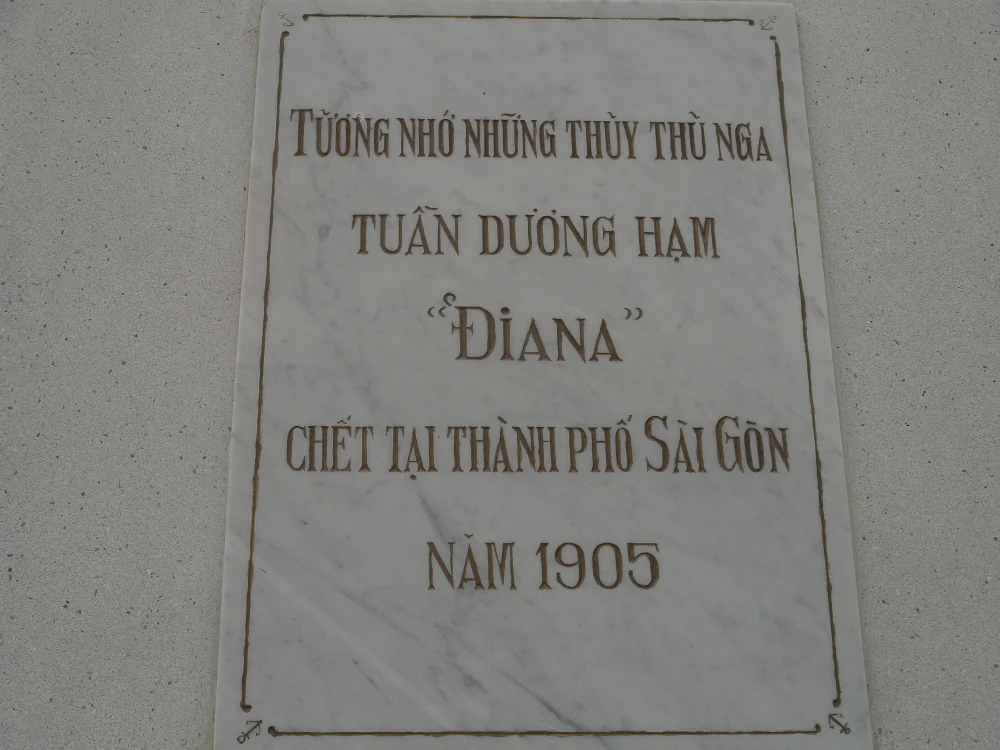 TƯỞNG NHỚ NHỮNG THỦY THỦ NGA
TUẦN DƯƠNG HẠM
“ĐIANA”
CHẾT TẠI THÀNH PHỐ SÀI GÒN
NĂM 1905